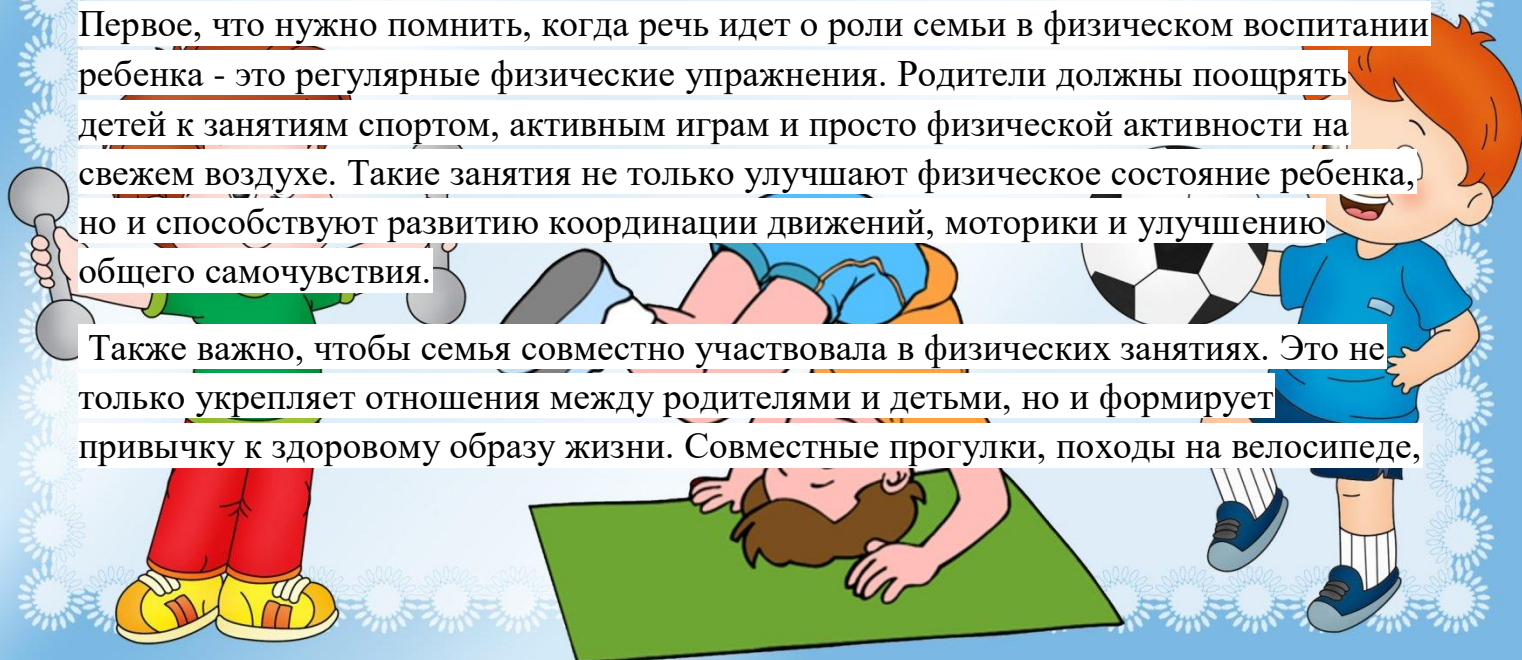 Первое, что нужно помнить, когда речь идет о роли семьи в физическом воспитании
ребенка - это регулярные физические упражнения. Родители должны поощрять
детей к занятиям спортом, активным играм и просто физической активности на
свежем воздухе. Такие занятия не только улучшают физическое состояние ребенка,
но и способствуют развитию координации движений, моторики и улучшению
общего самочувствия.
Также важно, чтобы семья совместно участвовала в физических занятиях. Это не
только укрепляет отношения между родителями и детьми, но и формирует
привычку к здоровому образу жизни. Совместные прогулки, походы на велосипеде,